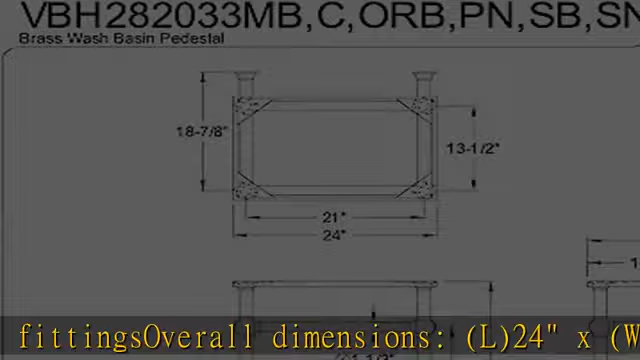 VBH282033MB,C,ORB,PN,SB,SN
Brass Wash Basin Pedestal
18-7/8"
13-1/2"
21"
24"
fittingsOverall dimensions: (L)24" x (W